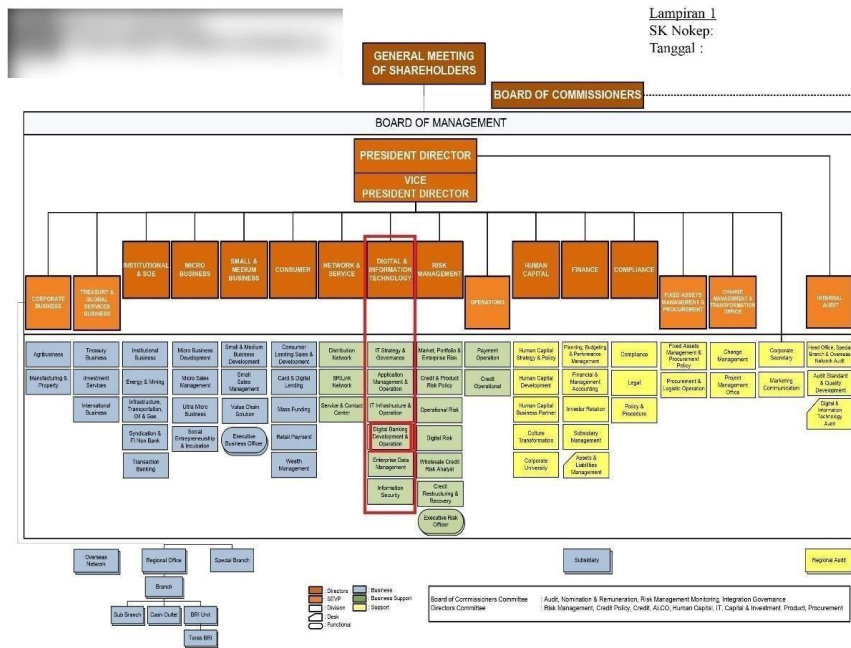 Lampiran 1
SK Nokep:
Tanggal :
GENERAL MEETING
OF SHAREHOLDERS
BOARD OF COMMISSIONERS
BOARD OF MANAGEMENT
PRESIDENT DIRECTOR
VICE
PRESIDENT DIRECTOR
INSTITUTIONAL
& SOE
MICRO
BUSINESS
SMALL &
MEDIUM
BUSINESS
CONSUMER
NETWORK &
SERVICE
DIGITAL &
INFORMATION
TECHNOLOGY
RISK
MANAGEMENT
HUMAN
CAPITAL
FINANCE
COMPLIANCE
CORPORATE
BUSINESS
TREASURY &
GLOBAL
SERVICES
BUSINESS
OPERATIONS
FIXED ASSETS
MANAGEMENT &
PROCUREMENT
CHANGE
MANAGEMENT &
TRANSFORMATION
OFFICE
INTERNAL
AUDIT
Agribusiness
Manufacturing &
Property
Treasury
Business
Investment
Services
International
Business
Institutional
Business
Energy & Mining
Infrastructure,
Transportation,
Oil & Gas
Syndication &
FI Non Bank
Transaction
Banking
Micro Business
Development
Micro Sales
Management
Ultra Micro
Business
Social
Entrepreneurship
& Incubation
Small & Medium
Business
Development
Small
Sales
Management
Value Chain
Solution
Executive
Business Officer
Consumer
Lending Sales &
Development
Card & Digital
Lending
Mass Funding
Retail Payment
Wealth
Management
Distribution
Network
BRILink
Network
Service & Contact
Center
IT Strategy &
Governance
Application
Management &
Operation
IT Infrastructure &
Operation
Digital Banking
Development &
Operation
Enterprise Data
Management
Information
Security
Market, Portfolio &
Enterprise Risk
Credit & Product
Risk Policy
Operational Risk
Digital Risk
Wholesale Credit
Risk Analyst
Credit
Restructuring &
Recovery
Executive Risk
Officer
Payment
Operation
Credit
Operational
Human Capital
Strategy & Policy
Human Capital
Development
Human Capital
Business Partner
Culture
Transformation
Corporate
University
Planning, Budgeting
& Performance
Management
Financial &
Management
Accounting
Investor Relation
Subsidiary
Management
Assets &
Liabilities
Management
Compliance
Legal
Policy &
Procedure
Fixed Assets
Management &
Procurement
Policy
Procurement &
Logistic Operation
Change
Management
Project
Management
Office
Corporate
Secretary
Marketing
Communication
Head Office, Special
Branch & Overseas
Network Audit
Audit Standard
& Quality
Development
Digital &
Information
Technology
Audit
Overseas
Network
Regional Office
Special Branch
Branch
Sub Branch
Cash Outlet
BRI Unit
Teras BRI
Subsidiary
Regional Audit
: Directors
: SEVP
: Division
: Desk
: Functional
: Business
: Business Support
: Support
Board of Commissioners Committee : Audit, Nomination & Remuneration, Risk Management Monitoring, Integration Governance
Directors Committee : Risk Management, Credit Policy, Credit, ALCO, Human Capital, IT, Capital & Investment, Product, Procurement